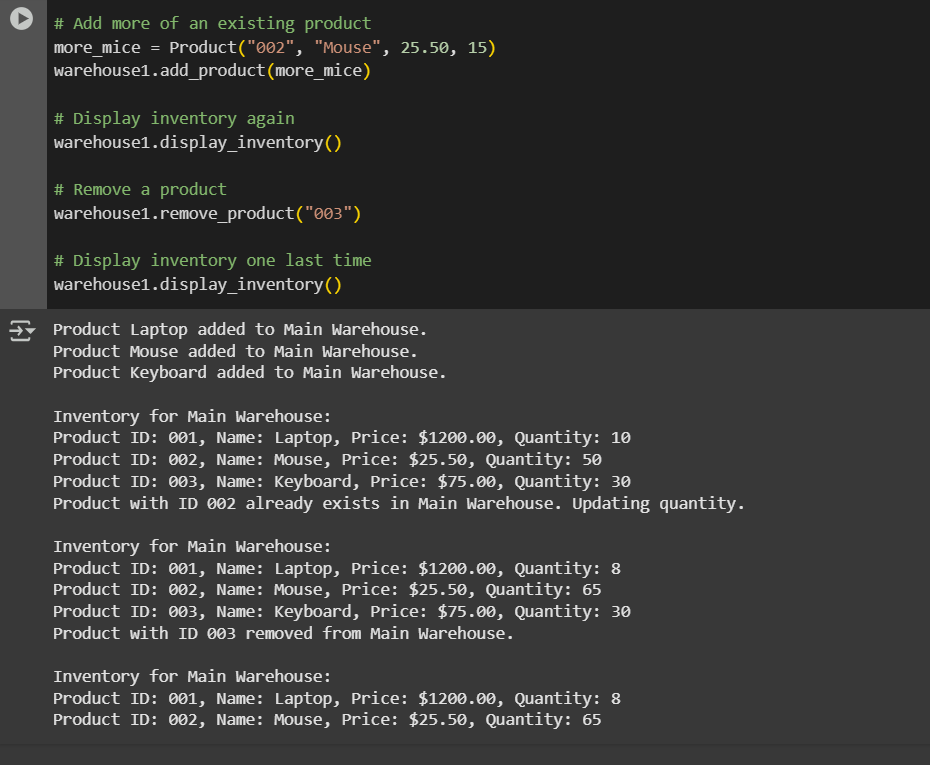 # Add more of an existing product
more_mice = Product("002", "Mouse", 25.50, 15)
warehouse1.add_product(more_mice)
# Display inventory again
warehouse1.display_inventory()
# Remove a product
warehouse1.remove_product("003")
# Display inventory one last time
warehouse1.display_inventory()
Product Laptop added to Main Warehouse.
Product Mouse added to Main Warehouse.
Product Keyboard added to Main Warehouse.
Inventory for Main Warehouse:
Product ID: 001, Name: Laptop, Price: $1200.00, Quantity: 10
Product ID: 002, Name: Mouse, Price: $25.50, Quantity: 50
Product ID: 003, Name: Keyboard, Price: $75.00, Quantity: 30
Product with ID 002 already exists in Main Warehouse. Updating quantity.
Inventory for Main Warehouse:
Product ID: 001, Name: Laptop, Price: $1200.00, Quantity: 8
Product ID: 002, Name: Mouse, Price: $25.50, Quantity: 65
Product ID: 003, Name: Keyboard, Price: $75.00, Quantity: 30
Product with ID 003 removed from Main Warehouse.
Inventory for Main Warehouse:
Product ID: 001, Name: Laptop, Price: $1200.00, Quantity: 8
Product ID: 002, Name: Mouse, Price: $25.50, Quantity: 65